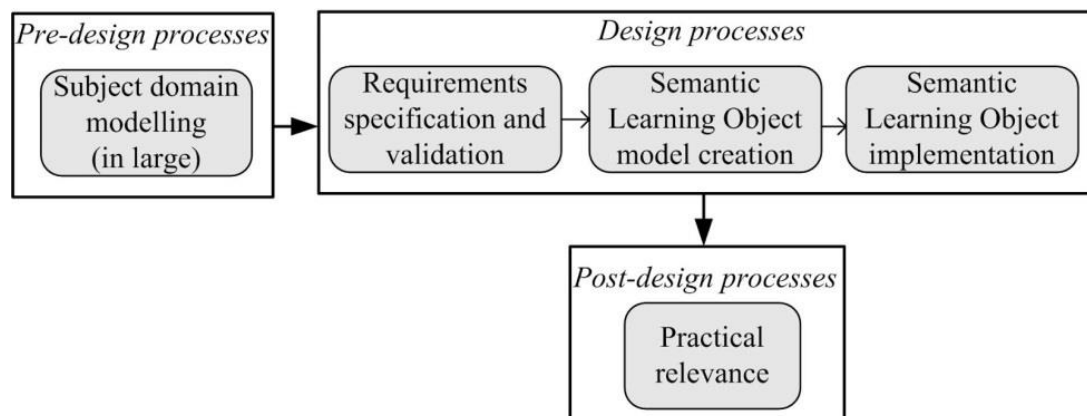 Pre-design processes
Subject domain
modelling
(in large)
Design processes
Requirements
specification and
validation
Semantic
Learning Object
model creation
Semantic
Learning Object
implementation
Post-design processes
Practical
relevance